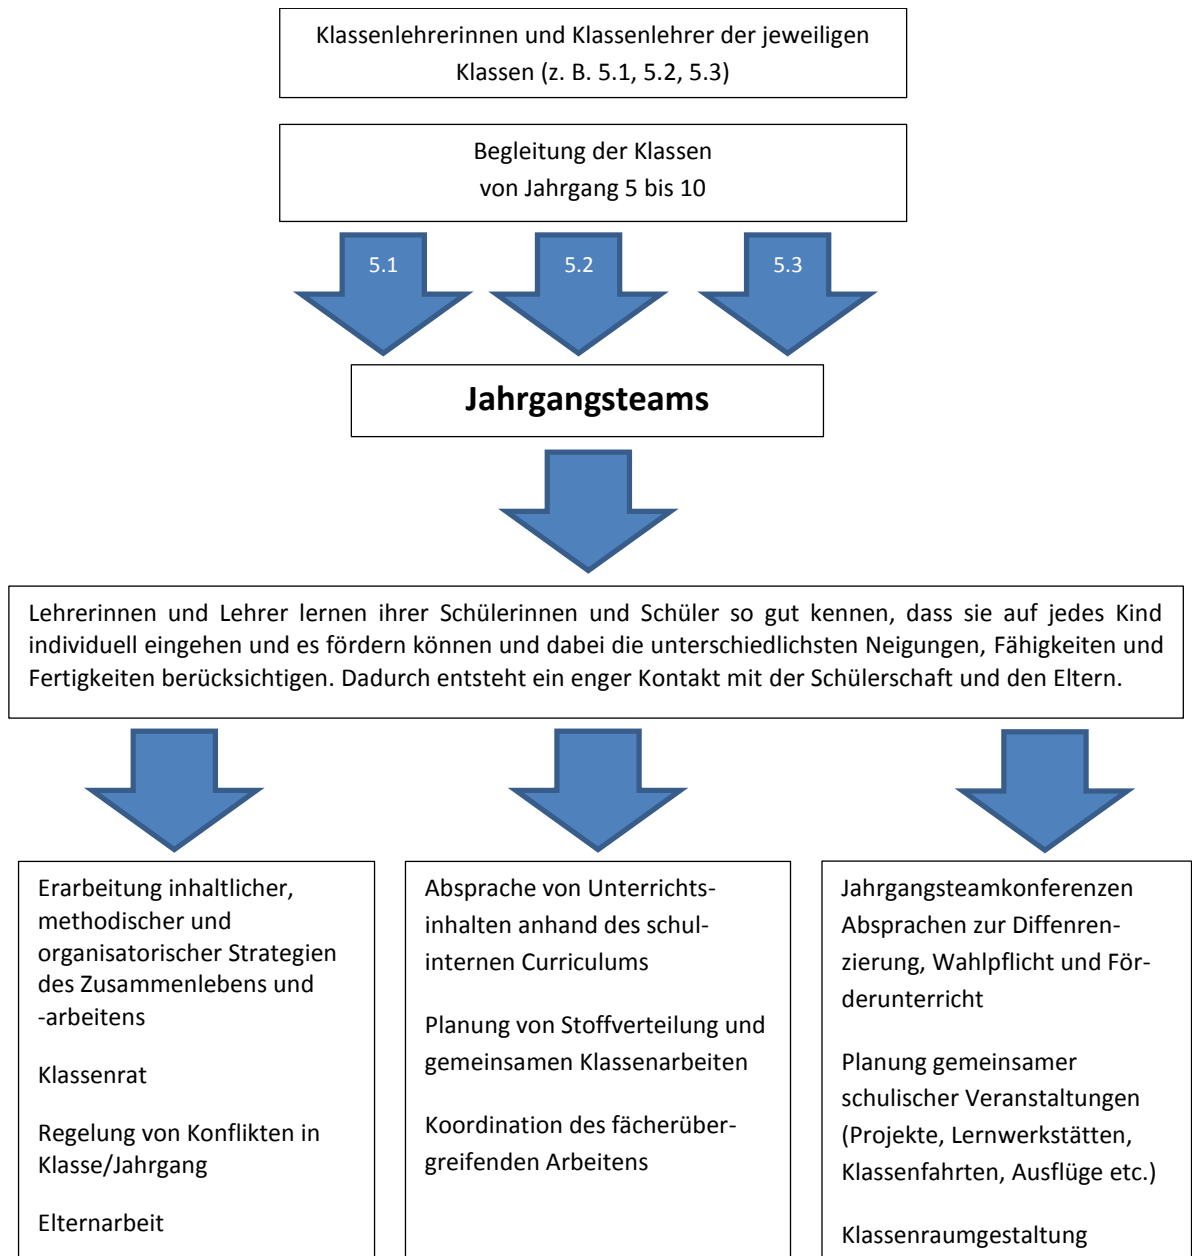 Klassenlehrerinnen und Klassenlehrer der jeweiligen
Klassen (z. B. 5.1, 5.2, 5.3)
Begleitung der Klassen
von Jahrgang 5 bis 10
5.1
5.2
5.3
Jahrgangsteams
Lehrerinnen und Lehrer lernen ihrer Schülerinnen und Schüler so gut kennen, dass sie auf jedes Kind
individuell eingehen und es fördern können und dabei die unterschiedlichsten Neigungen, Fähigkeiten und
Fertigkeiten berücksichtigen. Dadurch entsteht ein enger Kontakt mit der Schülerschaft und den Eltern.
Erarbeitung inhaltlicher,
methodischer und
organisatorischer Strategien
des Zusammenlebens und
-arbeitens
Klassenrat
Regelung von Konflikten in
Klasse/Jahrgang
Elternarbeit
Absprache von Unterrichts-
inhalten anhand des schul-
internen Curriculums
Planung von Stoffverteilung und
gemeinsamen Klassenarbeiten
Koordination des fächerüber-
greifenden Arbeitens
Jahrgangsteamkonferenzen
Absprachen zur Diffenren-
zierung, Wahlpflicht und För-
derunterricht
Planung gemeinsamer
schulischer Veranstaltungen
(Projekte, Lernwerkstätten,
Klassenfahrten, Ausflüge etc.)
Klassenraumgestaltung